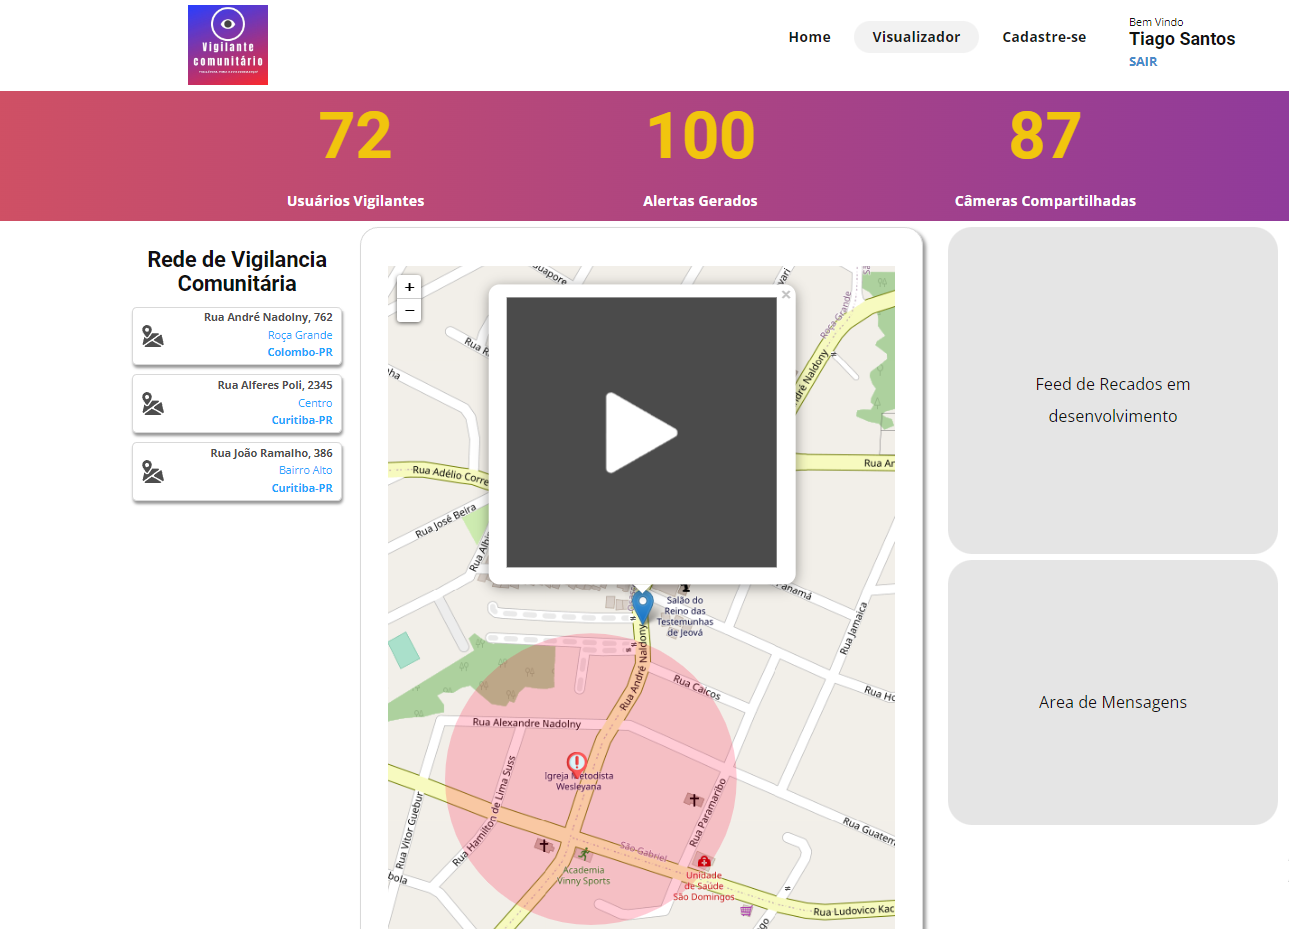 Vigilante
comunitário
Home
Visualizador
Cadastre-se
Bem Vindo
Tiago Santos
SAIR
72
100
87
Usuários Vigilantes
Alertas Gerados
Câmeras Compartilhadas
Rede de Vigilancia
Comunitária
Rua André Nadolny, 762
Roça Grande
Colombo-PR
Rua Alferes Poli, 2345
Centro
Curitiba-PR
Rua João Ramalho, 386
Bairro Alto
Curitiba-PR
+
−
×
Roça Grande
Rua Adélio Corre
Rua José Beira
Salão do
Reino das
Testemunhas
de Jeová
Panamá
Rua Jamaica
Rua André Naldony
Rua Caicos
Rua Ho
Rua Alexandre Nadolny
Igreja Metodista
Wesleyana
Rua Hamilton de Lima Suss
Rua Vitor Guebur
Rua Paramaribo
Rua Guatem
São Gabriel
Academia
Vinny Sports
Unidade
de Saúde
São Domingos
Rua Ludovico Kac
Feed de Recados em
desenvolvimento
Area de Mensagens